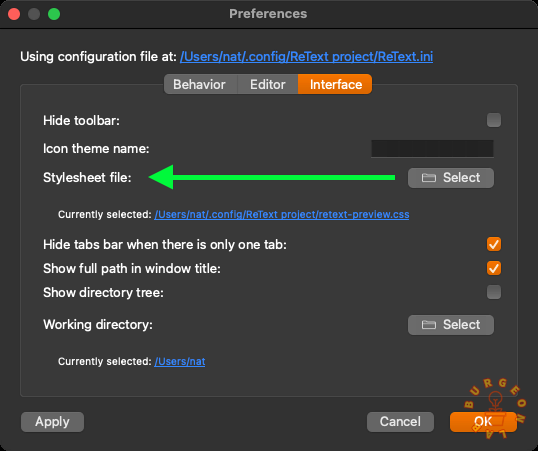 Preferences
Using configuration file at: /Users/nat/.config/ReText project/ReText.ini
Behavior Editor Interface
Hide toolbar:
Icon theme name:
Stylesheet file: Select
Currently selected: /Users/nat/.config/ReText project/retext-preview.css
Hide tabs bar when there is only one tab:
Show full path in window title:
Show directory tree:
Working directory: Select
Currently selected: /Users/nat
Apply Cancel OK
BURGEON